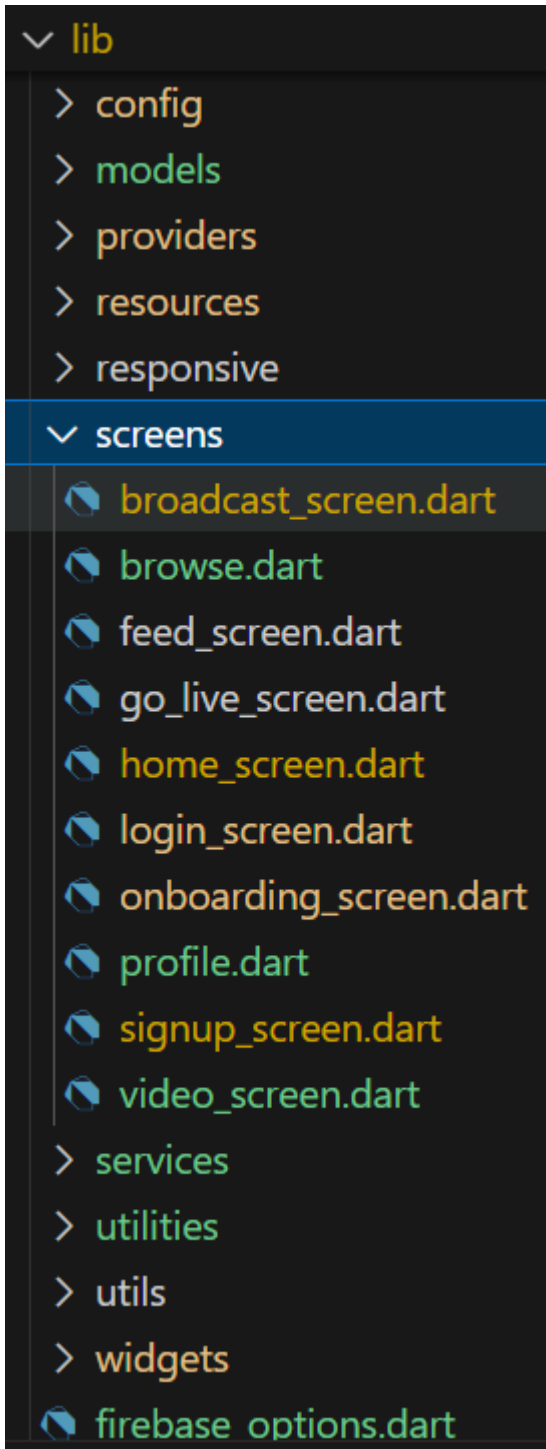 lib
config
models
providers
resources
responsive
screens
broadcast_screen.dart
browse.dart
feed_screen.dart
go_live_screen.dart
home_screen.dart
login_screen.dart
onboarding_screen.dart
profile.dart
signup_screen.dart
video_screen.dart
services
utilities
utils
widgets
firebase_options.dart